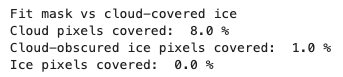 Fit mask vs cloud-covered ice
Cloud pixels covered:  8.0 %
Cloud-obscured ice pixels covered:  1.0 %
Ice pixels covered:  0.0 %